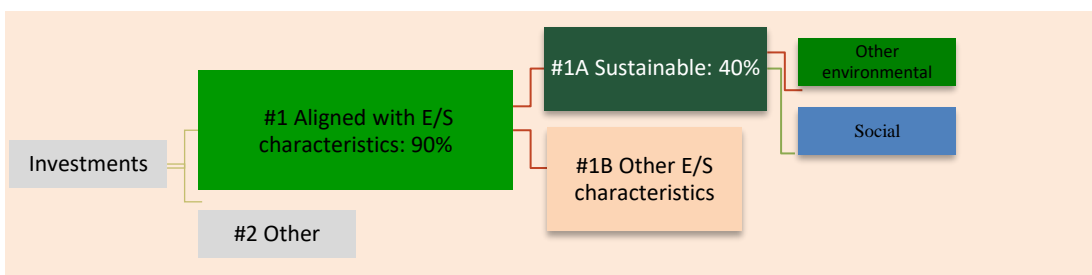 Investments
#1 Aligned with E/S
characteristics: 90%
#2 Other
#1A Sustainable: 40%
#1B Other E/S
characteristics
Other
environmental
Social